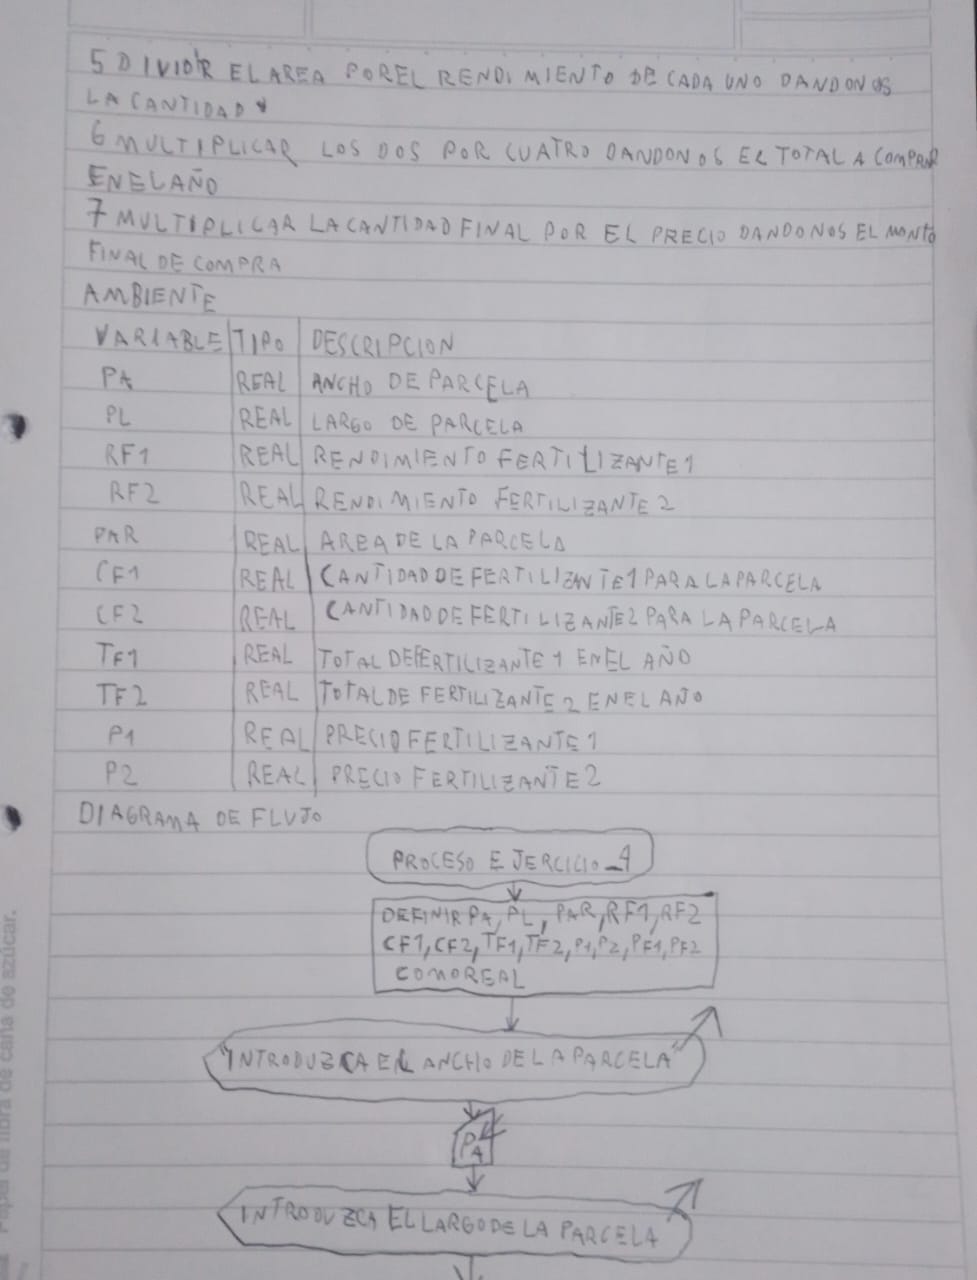 5 DIVIDIR EL AREA POR EL RENDIMIENTO DE CADA UNO DANDONOS
LA CANTIDAD
6 MULTIPLICAR LOS DOS POR CUATRO DANDONOS EL TOTAL A COMPRAR
EN EL AÑO
7 MULTIPLICAR LA CANTIDAD FINAL POR EL PRECIO DANDONOS EL MONTO
FINAL DE COMPRA
AMBIENTE
VARIABLE TIPO DESCRIPCION
PA REAL ANCHO DE PARCELA
PL REAL LARGO DE PARCELA
RF1 REAL RENDIMIENTO FERTILIZANTE 1
RF2 REAL RENDIMIENTO FERTILIZANTE 2
PAR REAL AREA DE LA PARCELA
CF1 REAL CANTIDAD DE FERTILIZANTE 1 PARA LA PARCELA
CF2 REAL CANTIDAD DE FERTILIZANTE 2 PARA LA PARCELA
TF1 REAL TOTAL DE FERTILIZANTE 1 EN EL AÑO
TF2 REAL TOTAL DE FERTILIZANTE 2 EN EL AÑO
P1 REAL PRECIO FERTILIZANTE 1
P2 REAL PRECIO FERTILIZANTE 2
DIAGRAMA DE FLUJO
PROCESO EJERCICIO_4
DEFINIR PA, PL, PAR, RF1, RF2
CF1, CF2, TF1, TF2, P1, P2, PF1, PF2
COMO REAL
"INTRODUZCA EL ANCHO DE LA PARCELA"
PA
INTRODUZCA EL LARGO DE LA PARCELA
Papel de fibra de caña de azúcar.